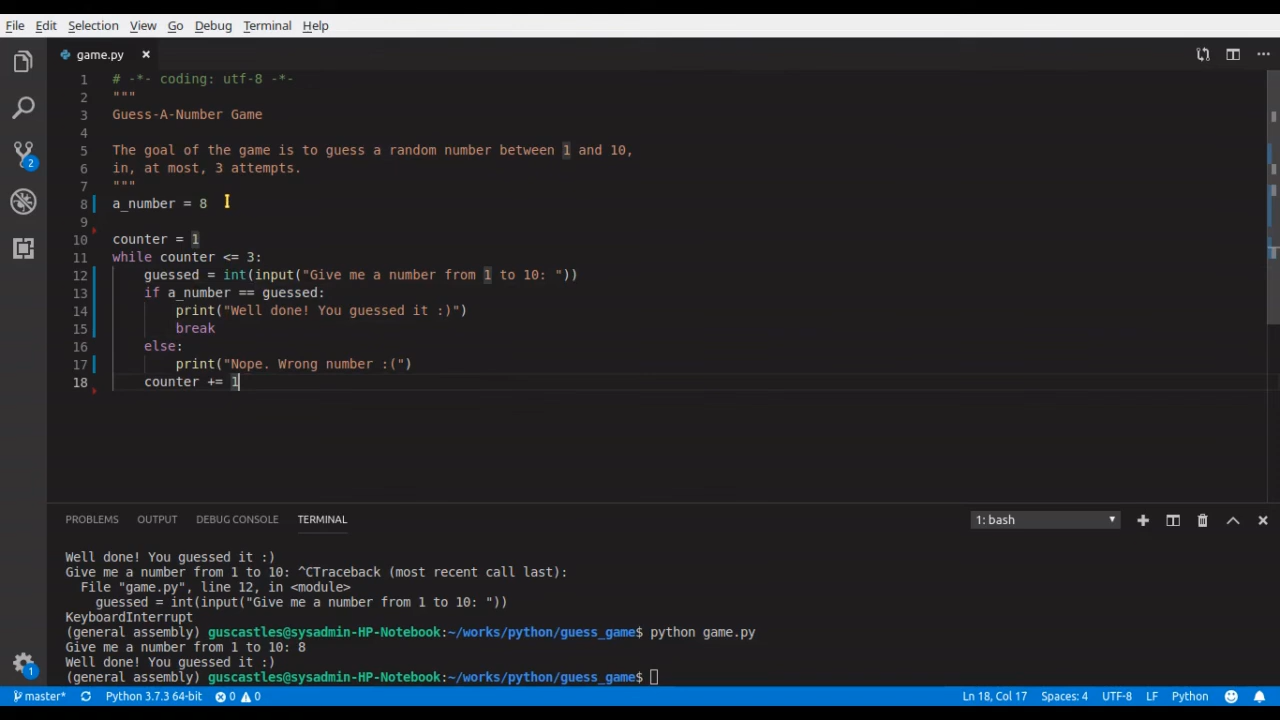 File Edit Selection View Go Debug Terminal Help
game.py
1 # -*- coding: utf-8 -*-
2 """
3 Guess-A-Number Game
4
5 The goal of the game is to guess a random number between 1 and 10,
6 in, at most, 3 attempts.
7 """
8 a_number = 8
9
10 counter = 1
11 while counter <= 3:
12     guessed = int(input("Give me a number from 1 to 10: "))
13     if a_number == guessed:
14         print("Well done! You guessed it :)")
15         break
16     else:
17         print("Nope. Wrong number :(")
18     counter += 1
2
PROBLEMS OUTPUT DEBUG CONSOLE TERMINAL 1: bash
Well done! You guessed it :)
Give me a number from 1 to 10: ^CTraceback (most recent call last):
  File "game.py", line 12, in <module>
    guessed = int(input("Give me a number from 1 to 10: "))
KeyboardInterrupt
(general assembly) guscastles@sysadmin-HP-Notebook:~/works/python/guess_game$ python game.py
Give me a number from 1 to 10: 8
Well done! You guessed it :)
(general assembly) guscastles@sysadmin-HP-Notebook:~/works/python/guess_game$
1
master* Python 3.7.3 64-bit 0 0 Ln 18, Col 17 Spaces: 4 UTF-8 LF Python